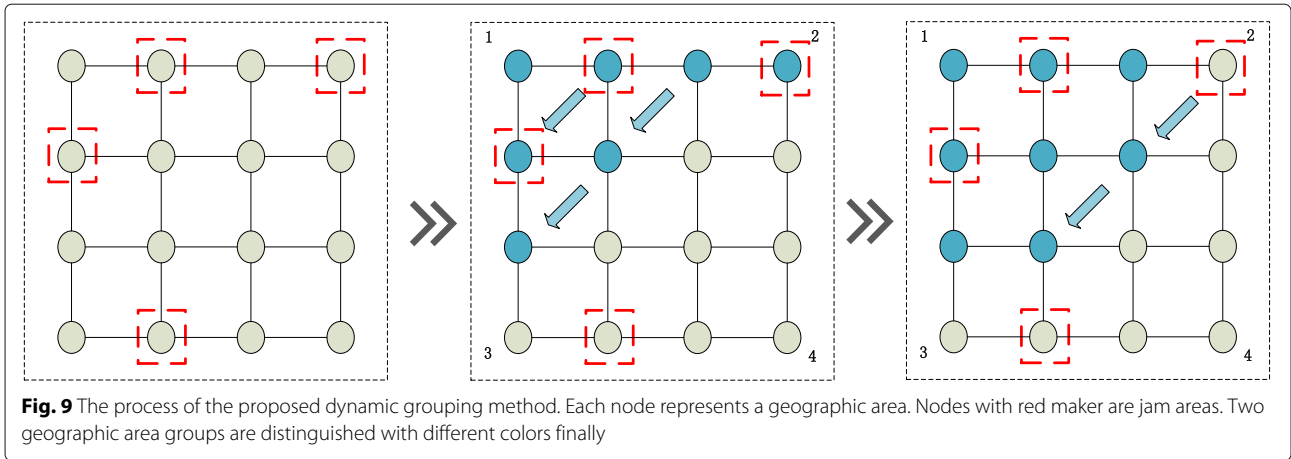 1 2 1 2
3 4 3 4
Fig. 9 The process of the proposed dynamic grouping method. Each node represents a geographic area. Nodes with red maker are jam areas. Two
geographic area groups are distinguished with different colors finally